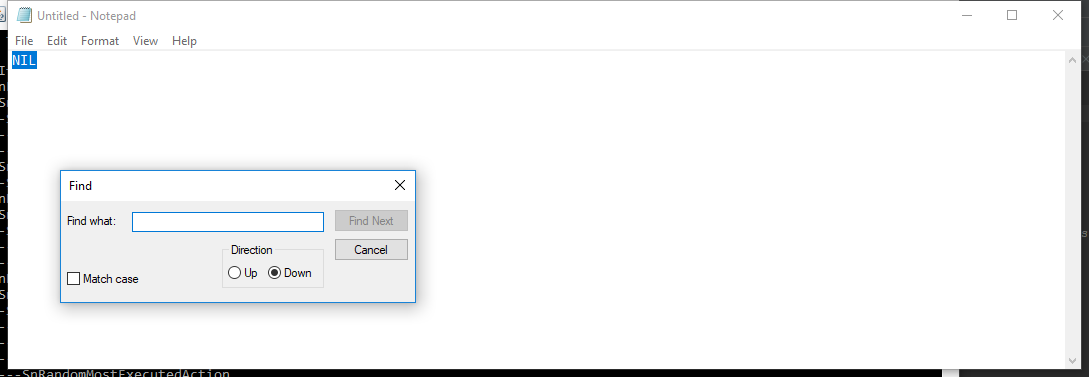 Untitled - Notepad
File Edit Format View Help
NIL
Find
Find what:
Find Next
Direction
Cancel
Up Down
Match case
---SnRandomMostExecutedAction